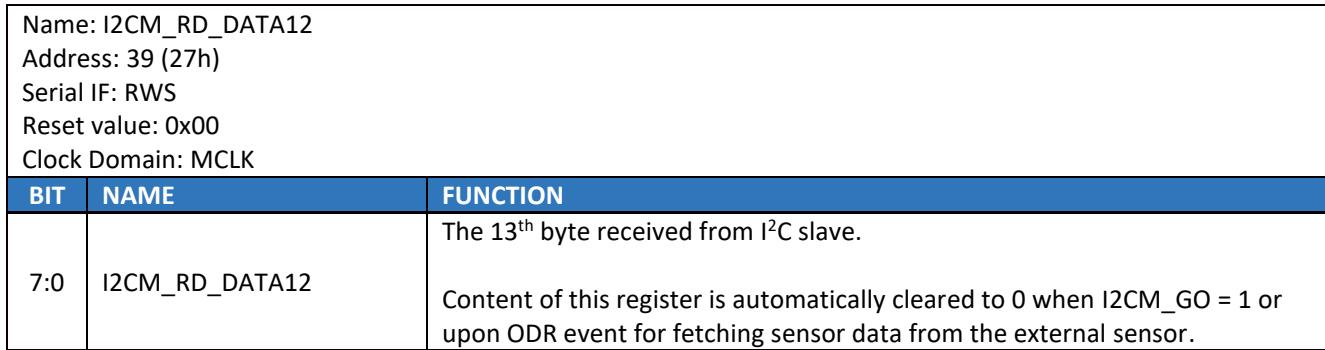 Name: I2CM_RD_DATA12
Address: 39 (27h)
Serial IF: RWS
Reset value: 0x00
Clock Domain: MCLK
BIT NAME FUNCTION
7:0 I2CM_RD_DATA12
The 13th byte received from I2C slave.
Content of this register is automatically cleared to 0 when I2CM_GO = 1 or
upon ODR event for fetching sensor data from the external sensor.